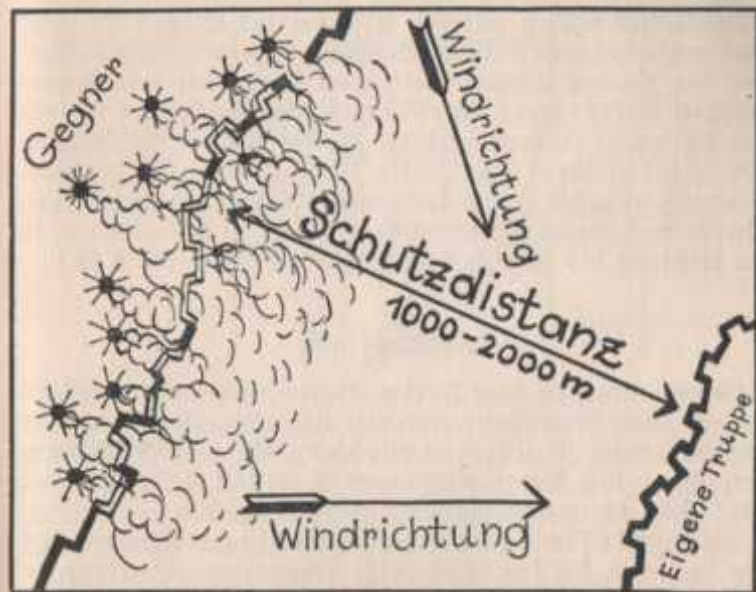 Gegner
Windrichtung
Schutzdistanz
1000-2000 m
Windrichtung
Eigene Truppe